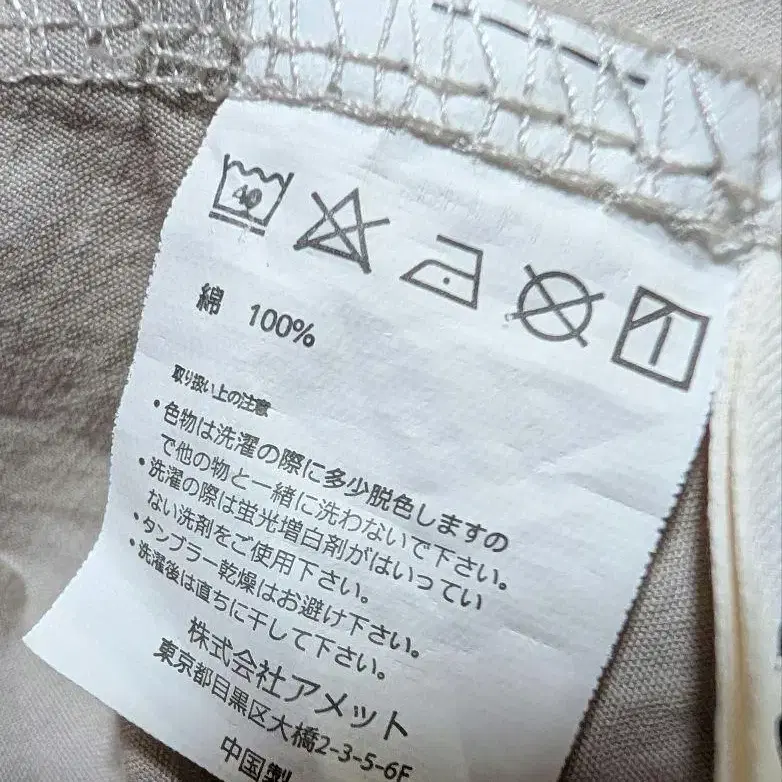 40
綿 100%
取り扱い上の注意
・色物は洗濯の際に多少脱色しますの
で他の物と一緒に洗わないで下さい。
・洗濯の際は蛍光増白剤がはいってい
ない洗剤をご使用下さい。
・タンブラー乾燥はお避け下さい。
・洗濯後は直ちに干して下さい。
株式会社アメット
東京都目黒区大橋2-3-5-6F
中国製